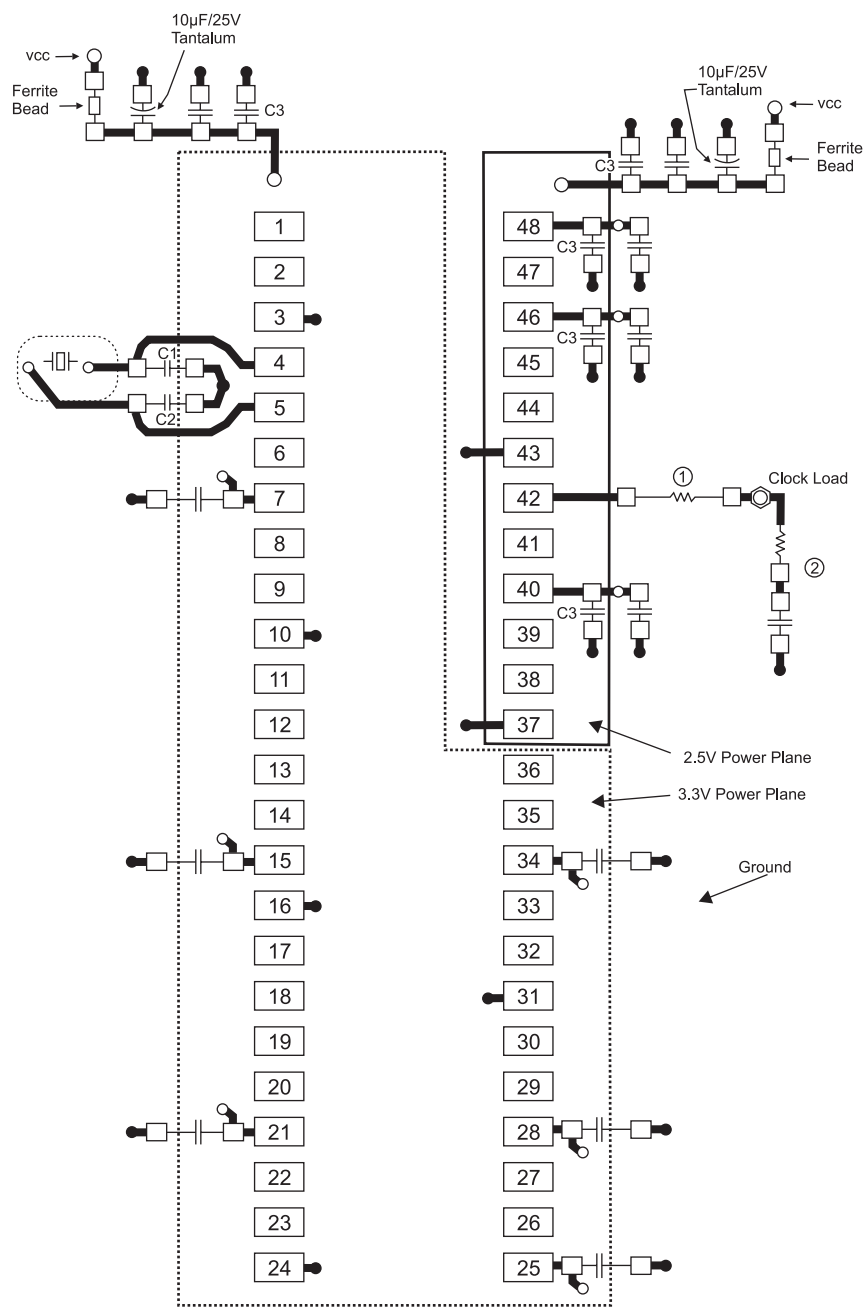 10µF/25V
Tantalum
vcc
Ferrite
Bead
C3
10µF/25V
Tantalum
vcc
Ferrite
Bead
C3
1
2
3
4
5
6
7
8
9
10
11
12
13
14
15
16
17
18
19
20
21
22
23
24
C1
C2
48
47
46
45
44
43
42
41
40
39
38
37
36
35
34
33
32
31
30
29
28
27
26
25
C3
C3
C3
①
Clock Load
②
2.5V Power Plane
3.3V Power Plane
Ground